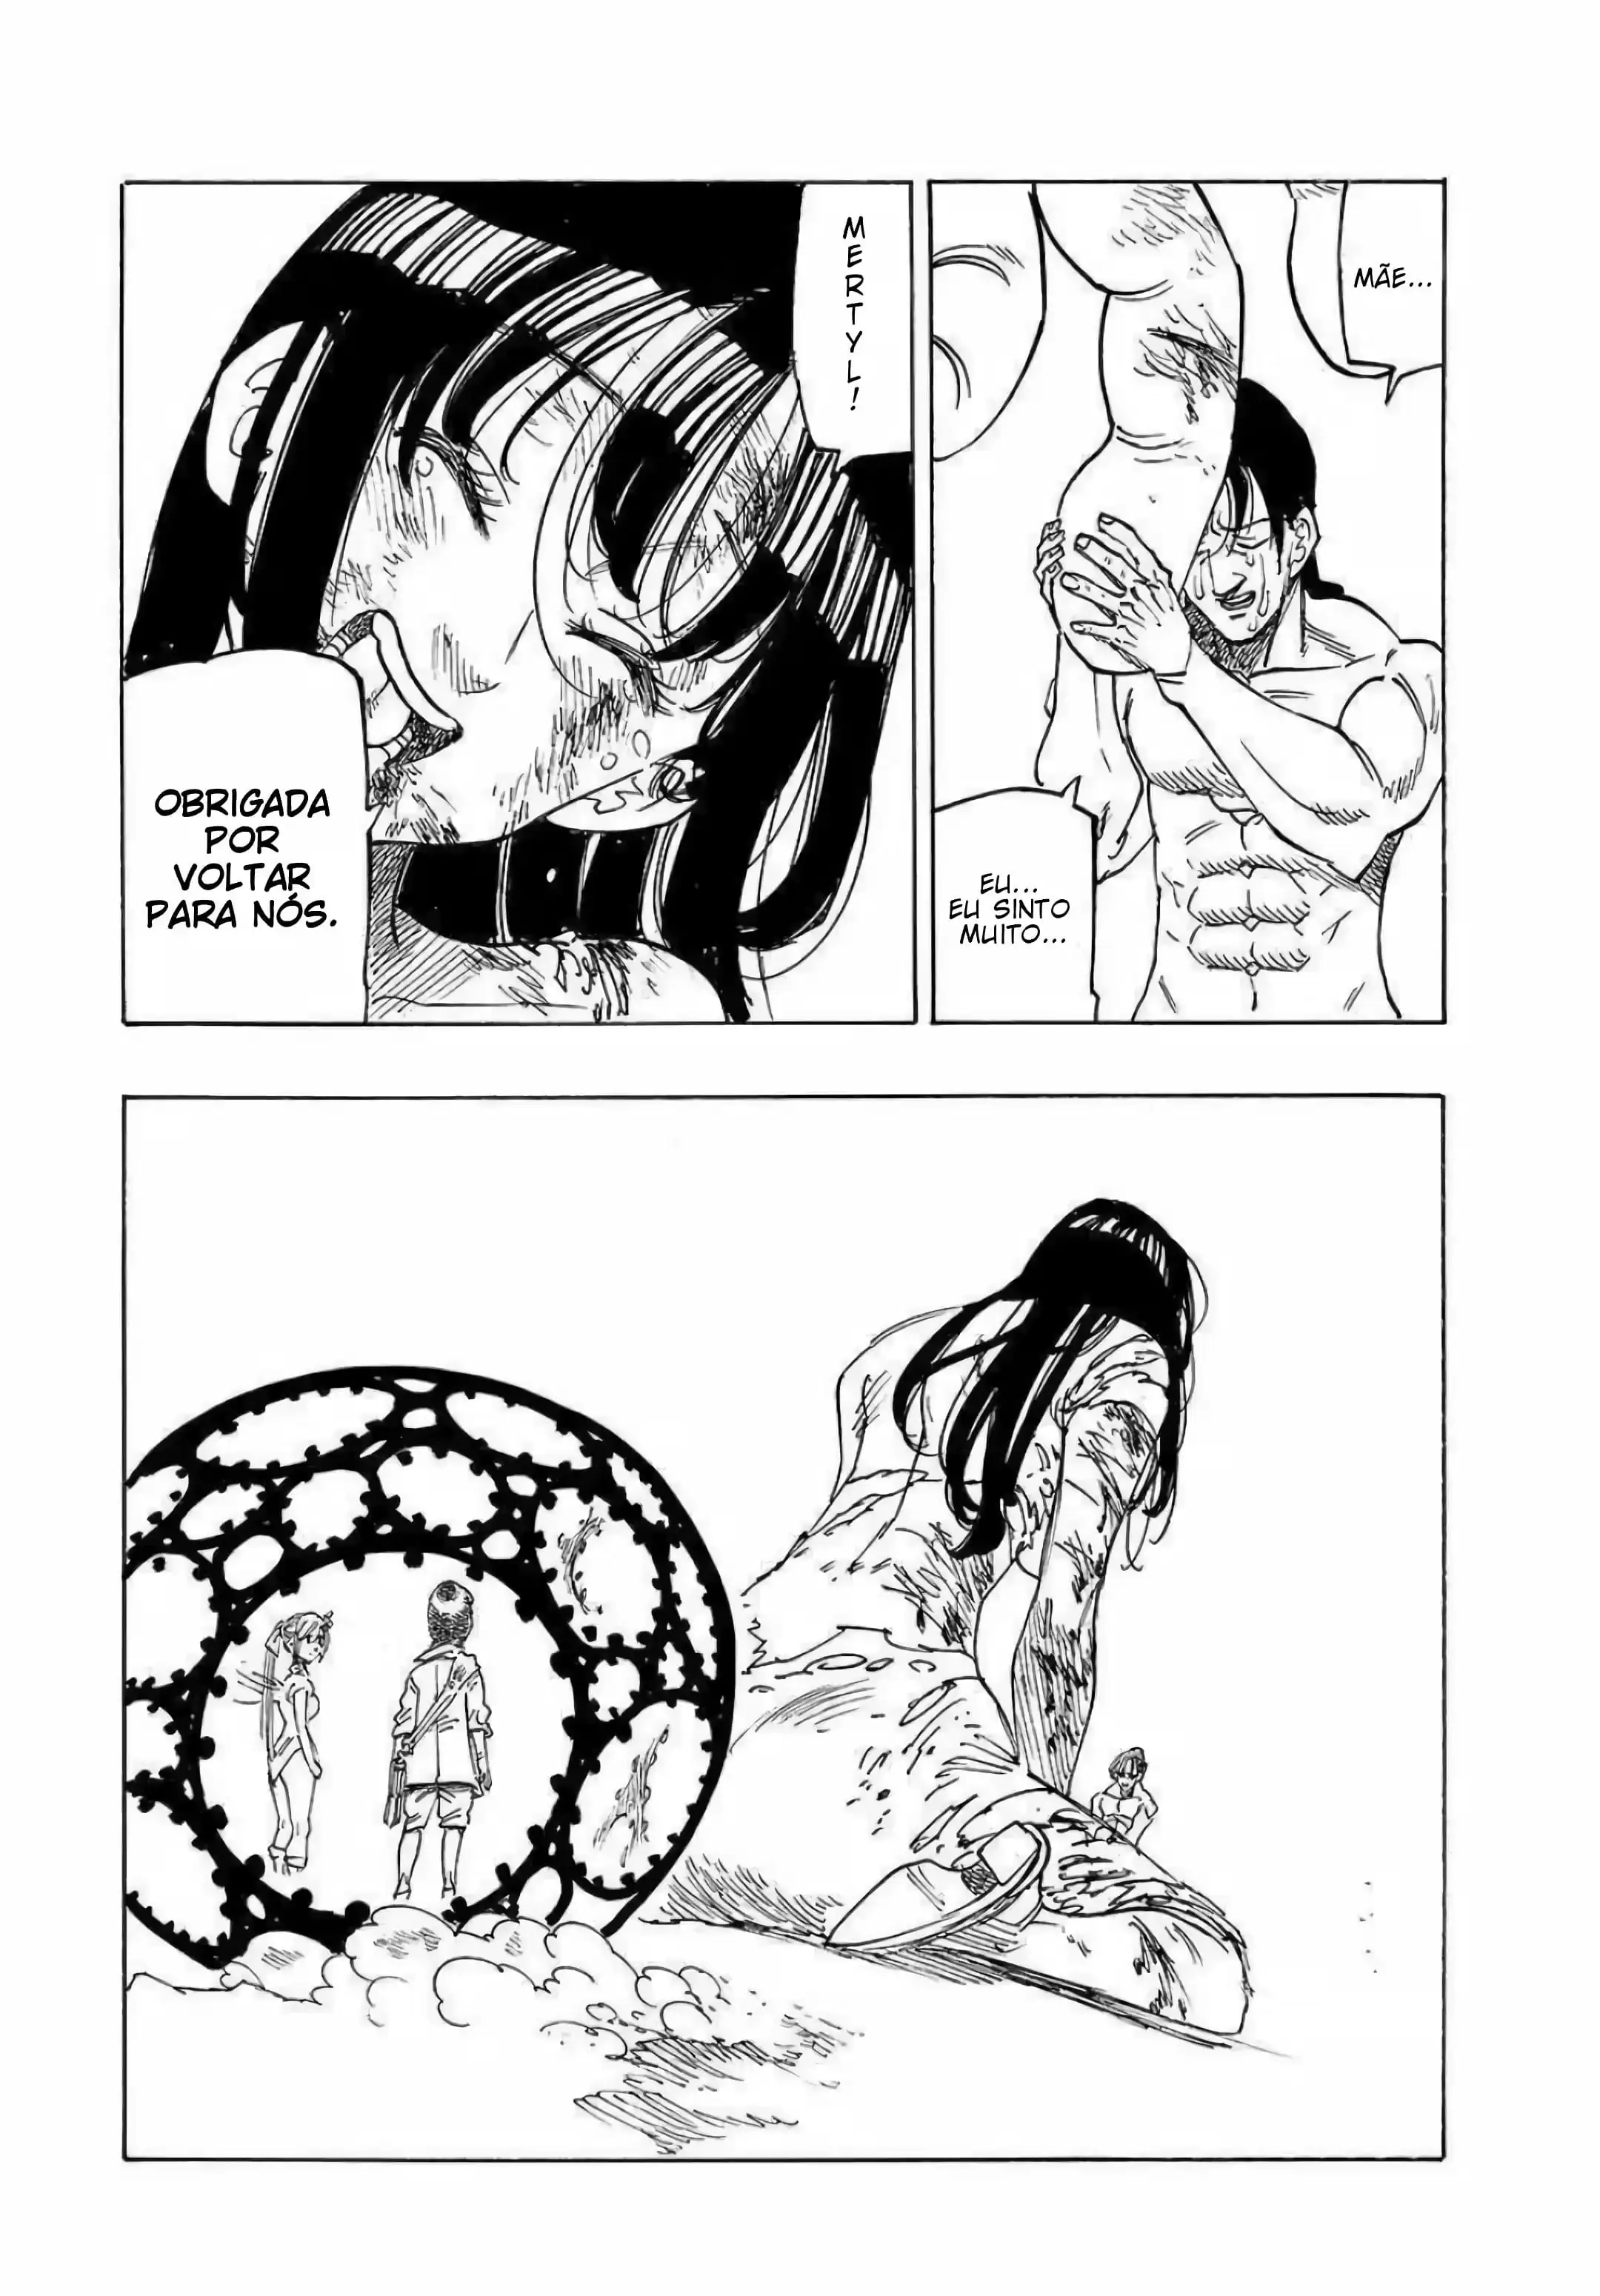 MÃE...
EU...
EU SINTO
MUITO...
MERTYL!
OBRIGADA
POR
VOLTAR
PARA NÓS.